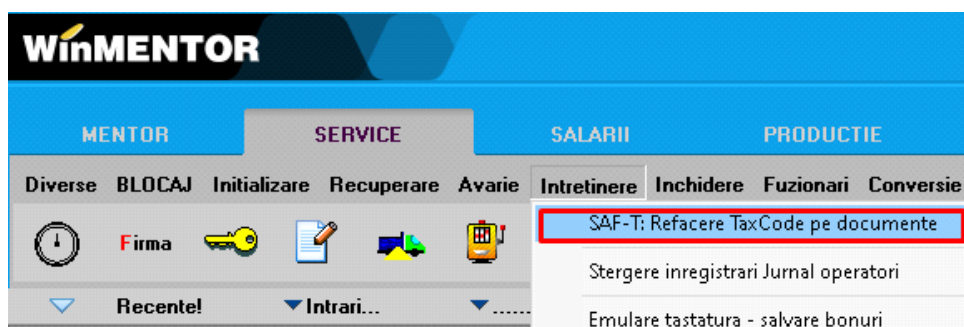 WinMENTOR
MENTOR SERVICE SALARII PRODUCTIE
Diverse BLOCAJ Initializare Recuperare Avarie Intretinere Inchidere Fuzionari Conversie
SAF-T: Refacere TaxCode pe documente
Firma
Stergere inregistrari Jurnal operatori
Recente! Intrari... ......
Emulare tastatura - salvare bonuri